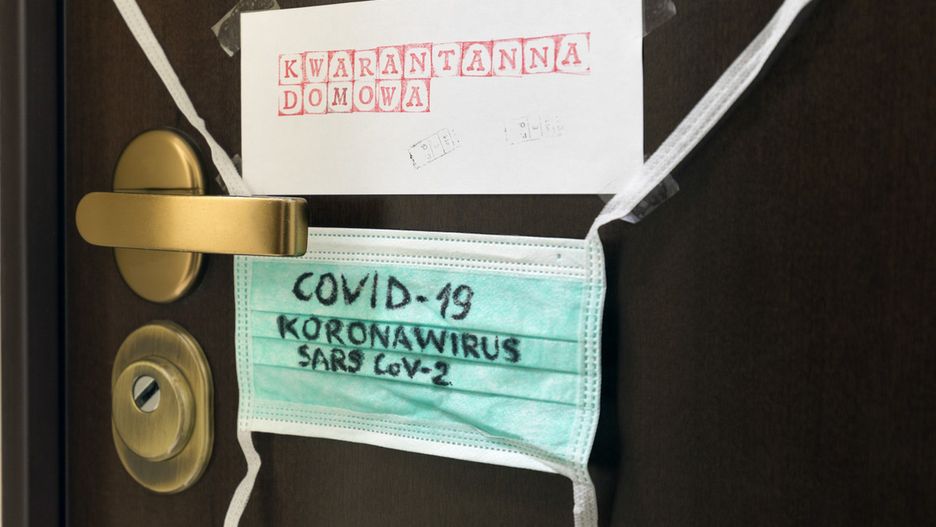 KWARANTANNA
DOMOWA
COVID-19
KORONAWIRUS
SARS CoV-2